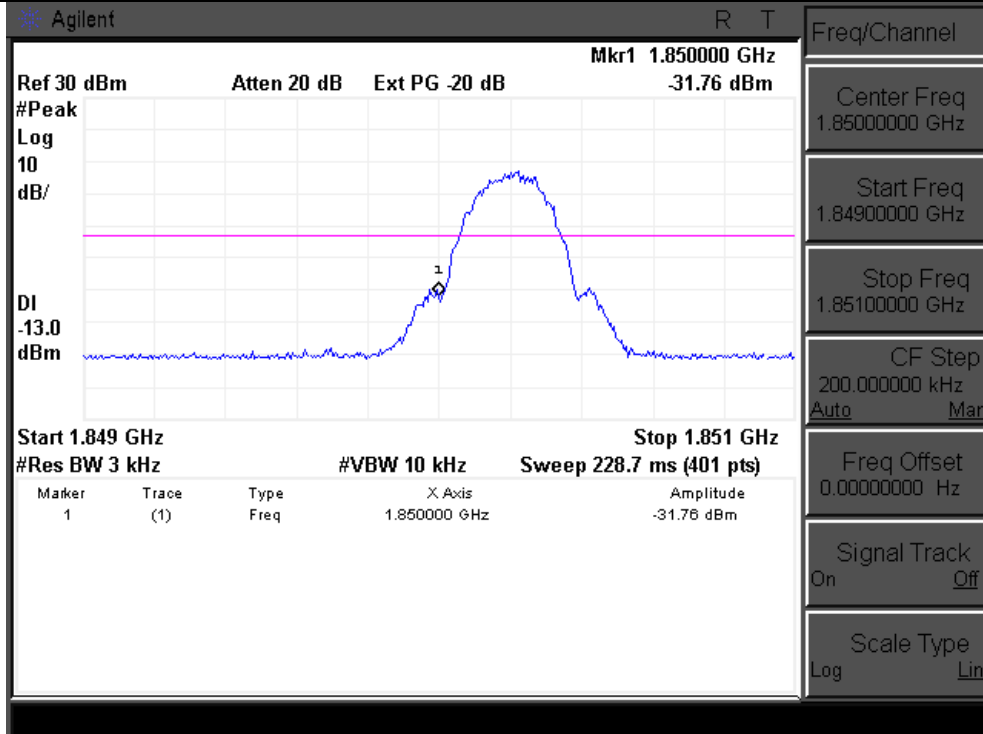 Agilent R T
Mkr1 1.850000 GHz
Ref 30 dBm Atten 20 dB Ext PG -20 dB -31.76 dBm
#Peak
Log
10
dB/
1
DI
-13.0
dBm
Start 1.849 GHz Stop 1.851 GHz
#Res BW 3 kHz #VBW 10 kHz Sweep 228.7 ms (401 pts)
Marker Trace Type X Axis Amplitude
1 (1) Freq 1.850000 GHz -31.76 dBm
Freq/Channel
Center Freq
1.85000000 GHz
Start Freq
1.84900000 GHz
Stop Freq
1.85100000 GHz
CF Step
200.000000 kHz
Auto Man
Freq Offset
0.00000000 Hz
Signal Track
On Off
Scale Type
Log Lin